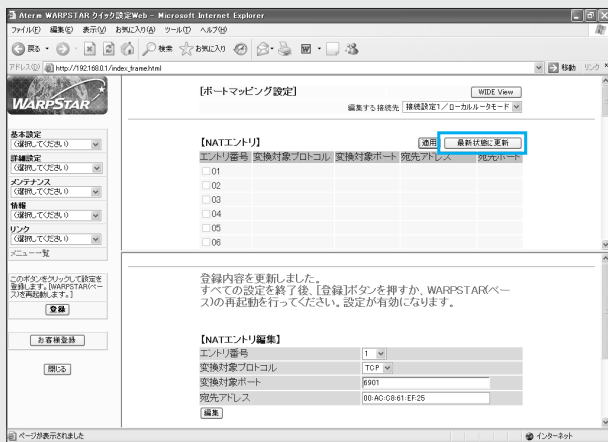 Aterm WARPSTAR クイック設定Web - Microsoft Internet Explorer
ファイル(F) 編集(E) 表示(V) お気に入り(A) ツール(T) ヘルプ(H)
戻る 検索 お気に入り
アドレス(D) http://192.168.0.1/index_frame.html 移動 リンク
WARPSTAR
基本設定
(選択してください)
詳細設定
(選択してください)
メンテナンス
(選択してください)
情報
(選択してください)
リンク
(選択してください)
メニュー一覧
このボタンをクリックして設定を
登録します。[WARPSTAR(ベー
ス)を再起動します。]
登録
お客様登録
閉じる
[ポートマッピング設定] WIDE View
編集する接続先 接続設定1/ローカルルータモード
【NATエントリ】 適用 最新状態に更新
エントリ番号 変換対象プロトコル 変換対象ポート 宛先アドレス 宛先ポート
01
02
03
04
05
06
登録内容を更新しました。
すべての設定を終了後、[登録]ボタンを押すか、WARPSTAR(ベー
ス)の再起動を行ってください。設定が有効になります。
【NATエントリ編集】
エントリ番号 1
変換対象プロトコル TCP
変換対象ポート 6901
宛先アドレス 00:AC:C8:61:EF:25
編集
ページが表示されました インターネット